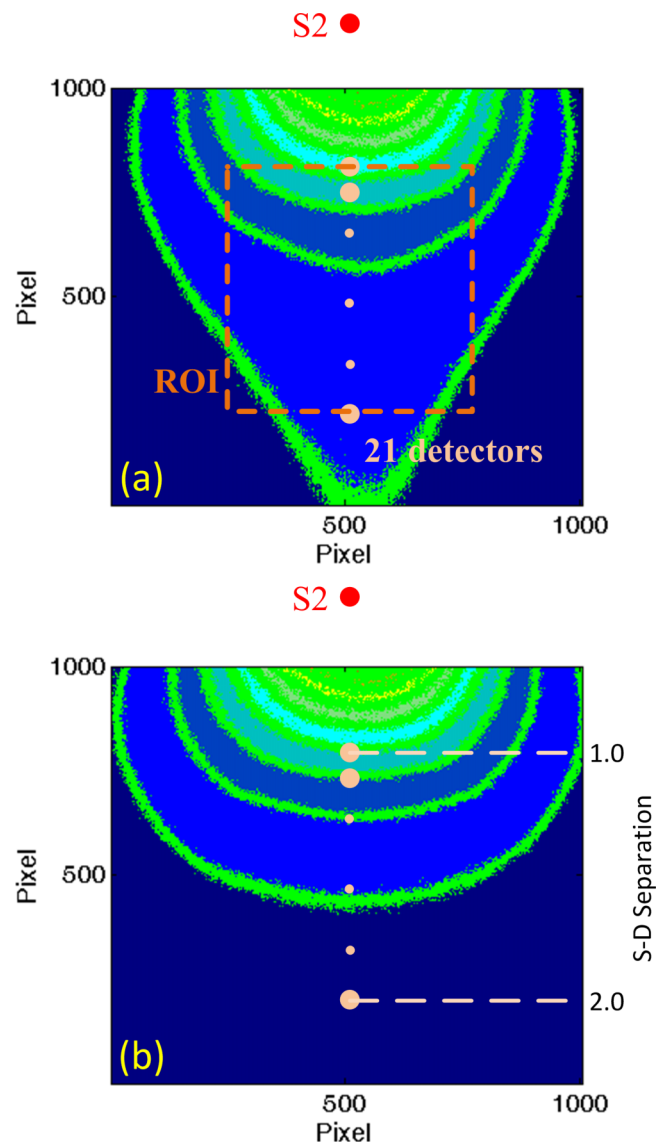 S2
1000
Pixel
500
ROI
21 detectors
(a)
500
1000
Pixel
S2
1000
1.0
Pixel
500
S-D Separation
2.0
(b)
500
1000
Pixel